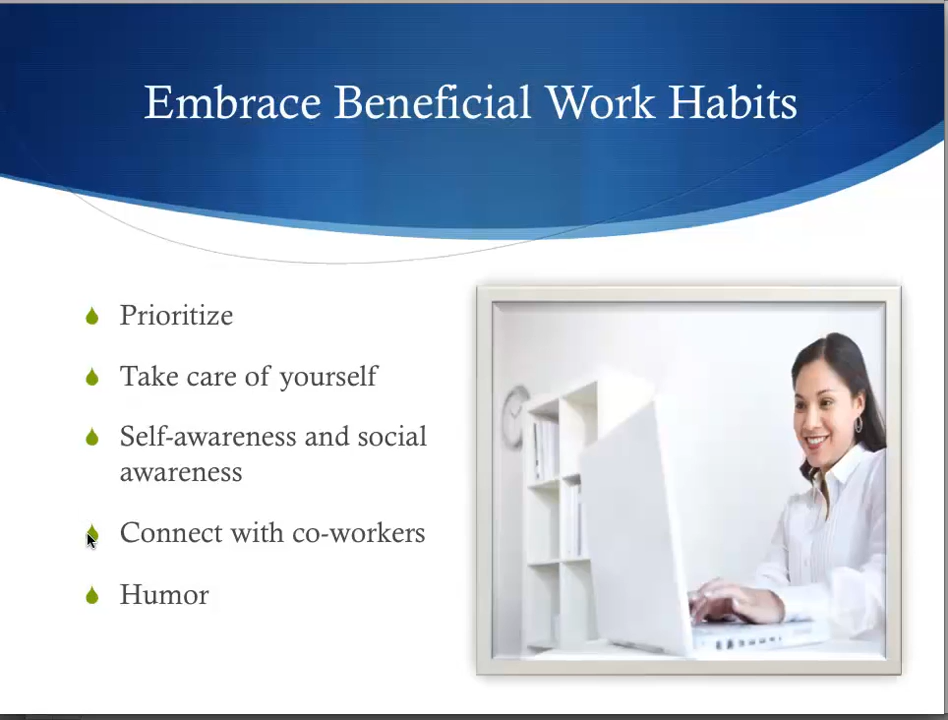 Embrace Beneficial Work Habits
Prioritize
Take care of yourself
Self-awareness and social
awareness
Connect with co-workers
Humor